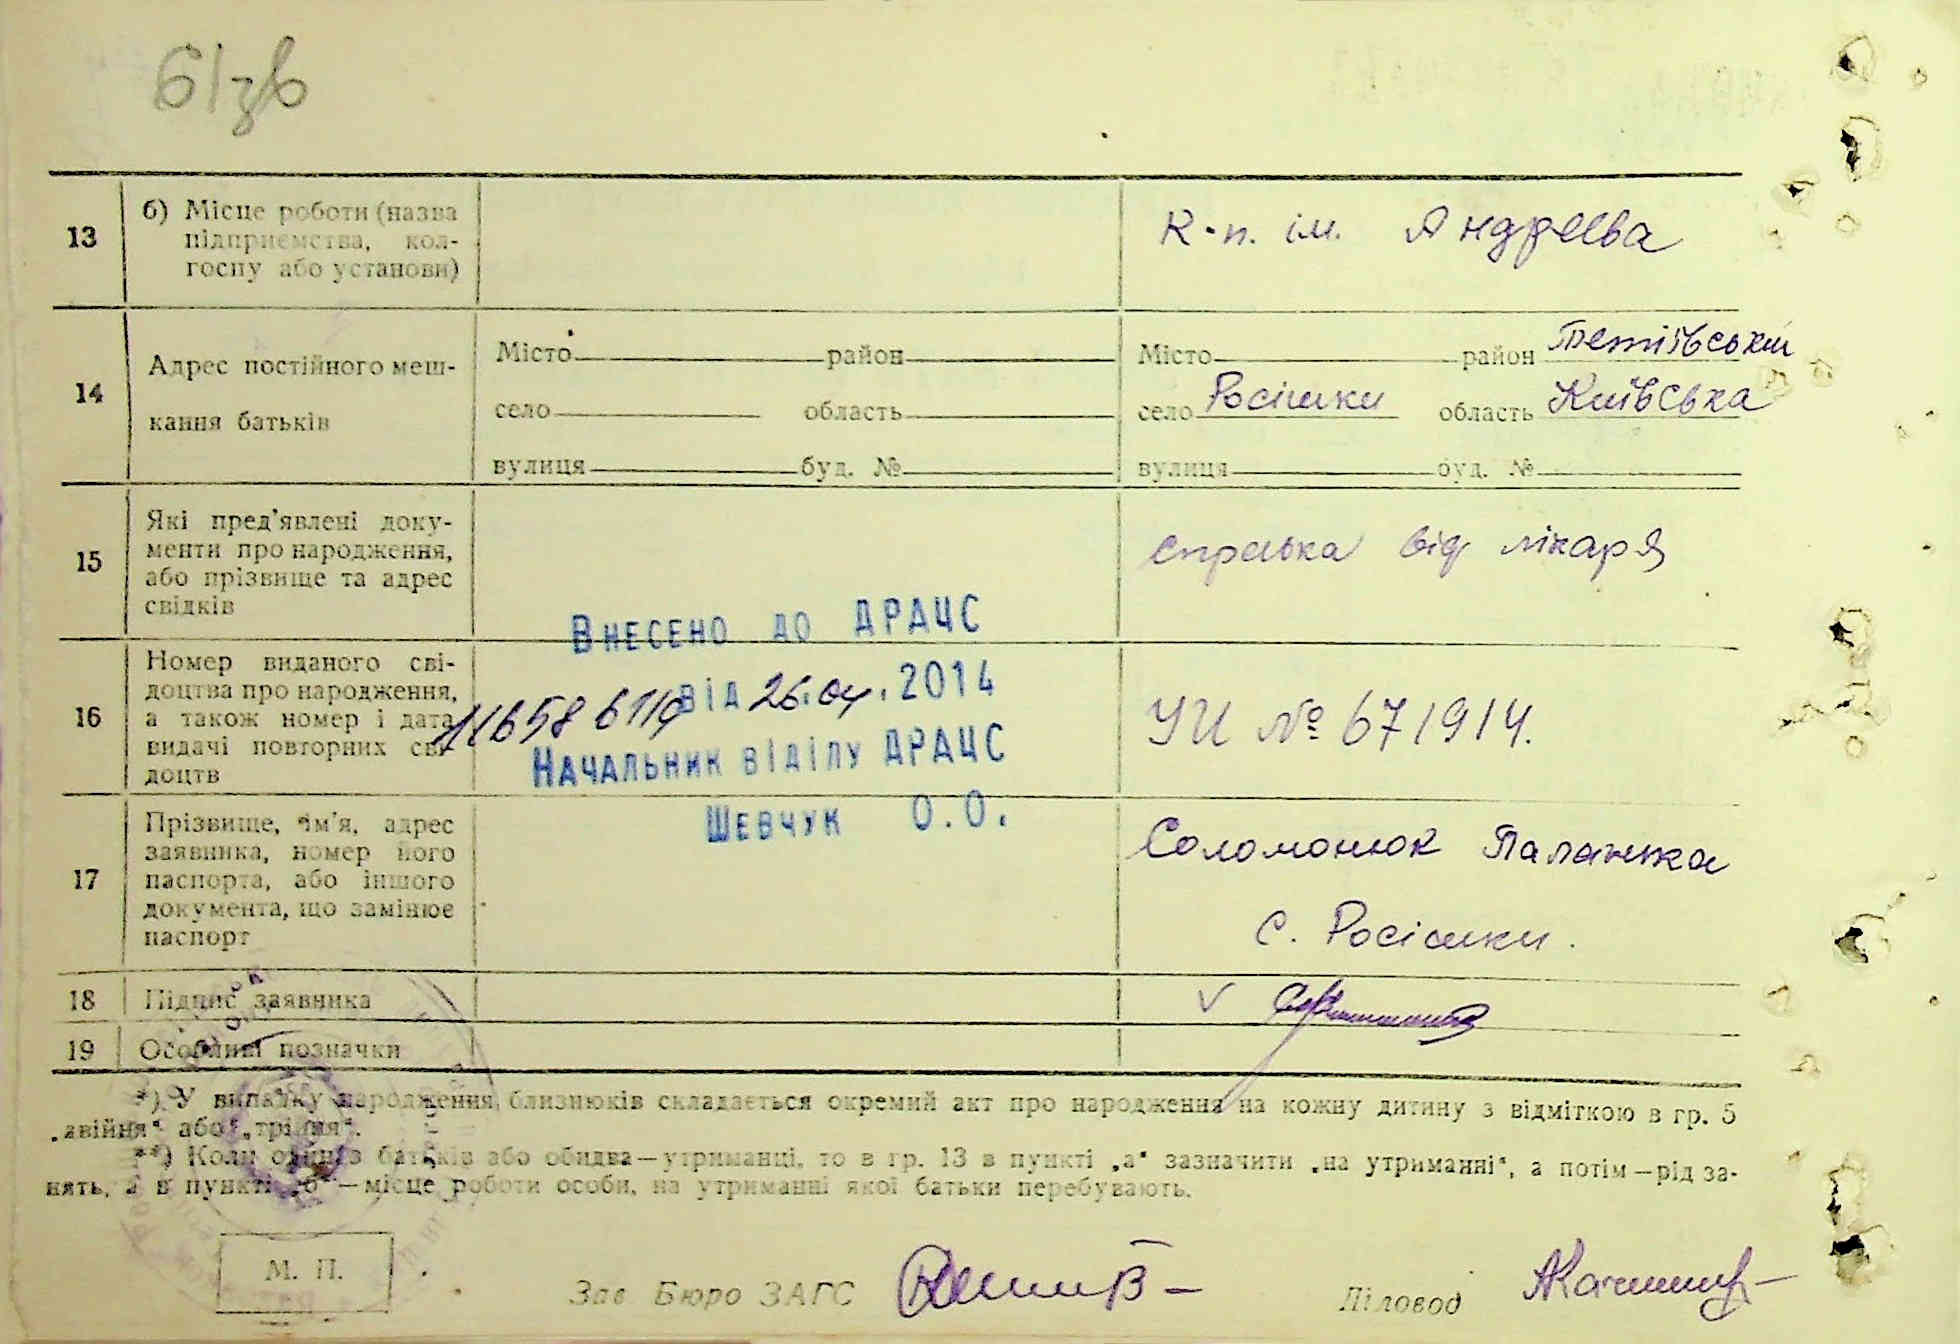 61зв
13 б) Місце роботи (назва підприємства, колгоспу або установи) К-п. ім. Андреєва
14 Адрес постійного мешкання батьків
Місто район Місто район Тетіївський
село область село Росішки область Київська
вулиця буд. № вулиця буд. №
15 Які пред'явлені документи про народження, або прізвище та адрес свідків справка від лікаря
Внесено до ДРАЦС
16 Номер виданого свідоцтва про народження, а також номер і дата видачі повторних свідоцтв УИ № 671914.
від 26.04.2014
Начальник відділу ДРАЦС
Шевчук О.О.
17 Прізвище, ім'я, адрес заявника, номер його паспорта, або іншого документа, що замінює паспорт Соломонюк Палажка
с. Росішки.
18 Підпис заявника
19 Особливі позначки
*) У випадку народження близнюків складається окремий акт про народження на кожну дитину з відміткою в гр. 5
„двійня“ або „трійня“.
**) Коли один з батьків або обидва—утриманці, то в гр. 13 в пункті „а“ зазначити „на утриманні“, а потім—рід за-
нять, а в пункті „б“—місце роботи особи, на утриманні якої батьки перебувають.
М. П.
Зав Бюро ЗАГС Діловод